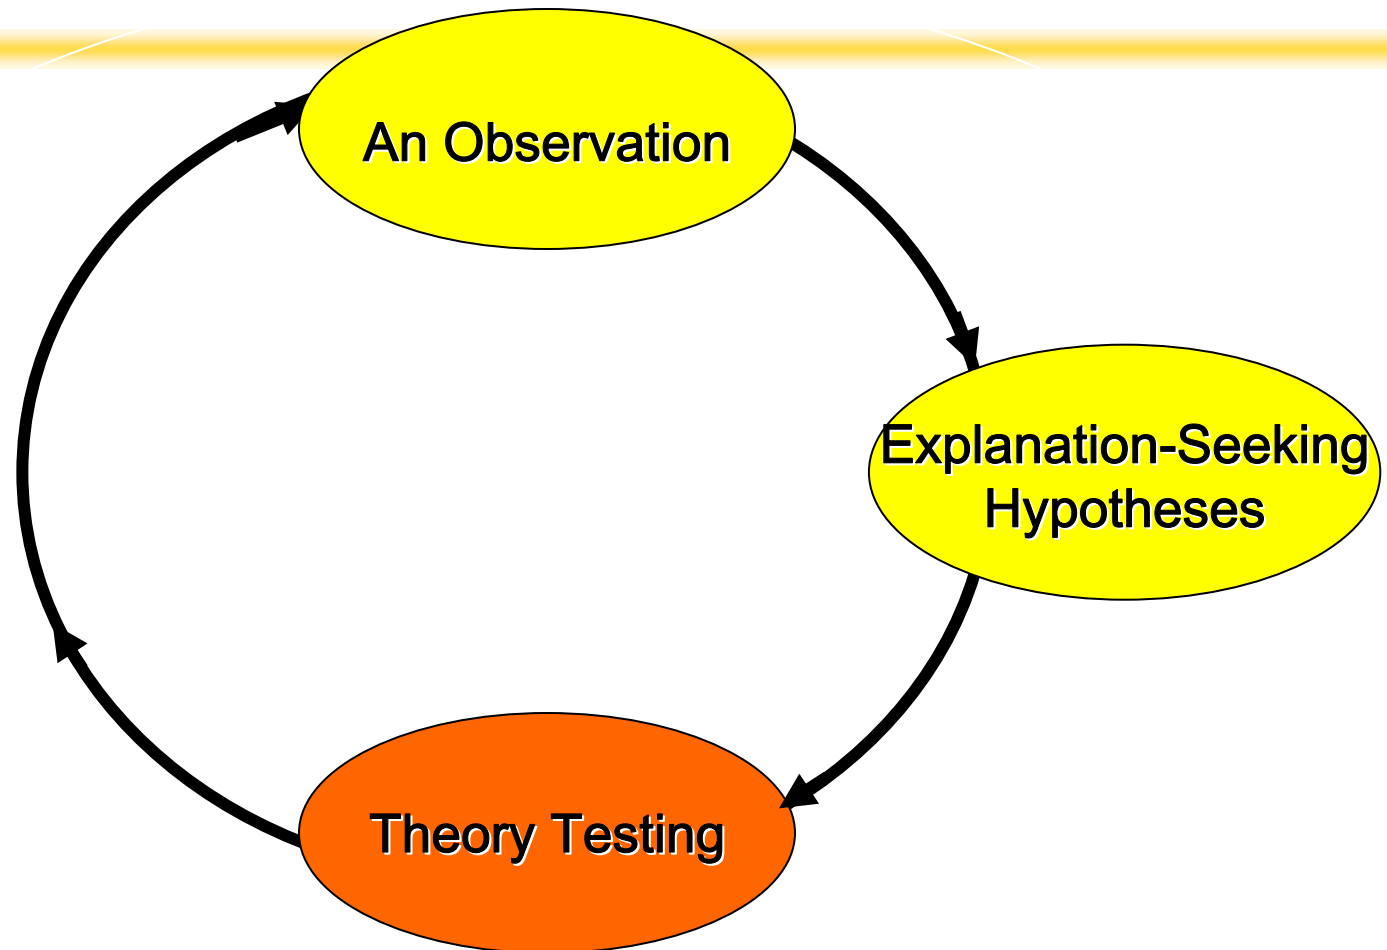 An Observation
Explanation-Seeking
Hypotheses
Theory Testing